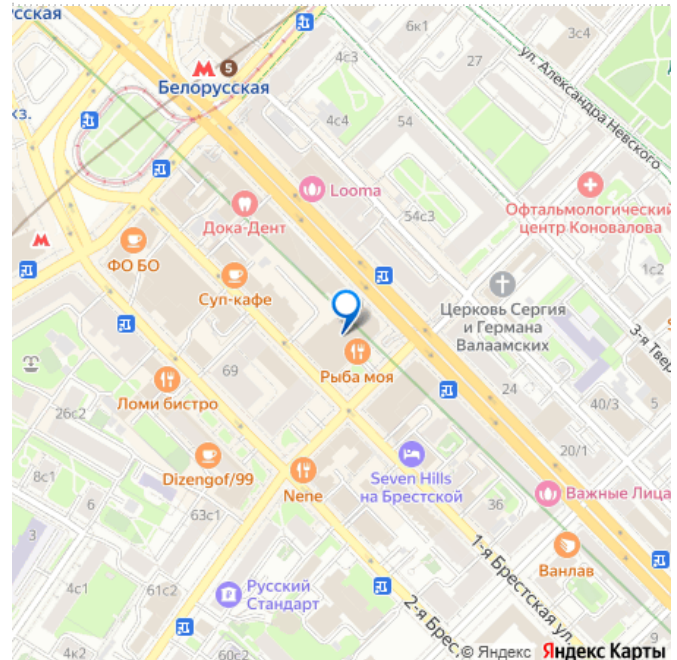 сская
6к1
3с4
4с3
27
ул. Александра Невского
М 5
Белорусская
хз.
4с4
54
Looma
Дока-Дент
54с3
Офтальмологический
центр Коновалова
М
ФО БО
1с2
Суп-кафе
Церковь Сергия
и Германа
Валаамских
3-я Твер
Рыба моя
69
24
Ломи бистро
40/3
5
26с2
20/1
8с1
Dizengof/99
Seven Hills
на Брестской
Nene
6
36
Важные Лица
63с1
3
1-я Брестская ул.
Ванлав
4с1
61с2
Русский
Стандарт
2-я Брес
9
4к2
60с2
© Яндекс Яндекс Карты